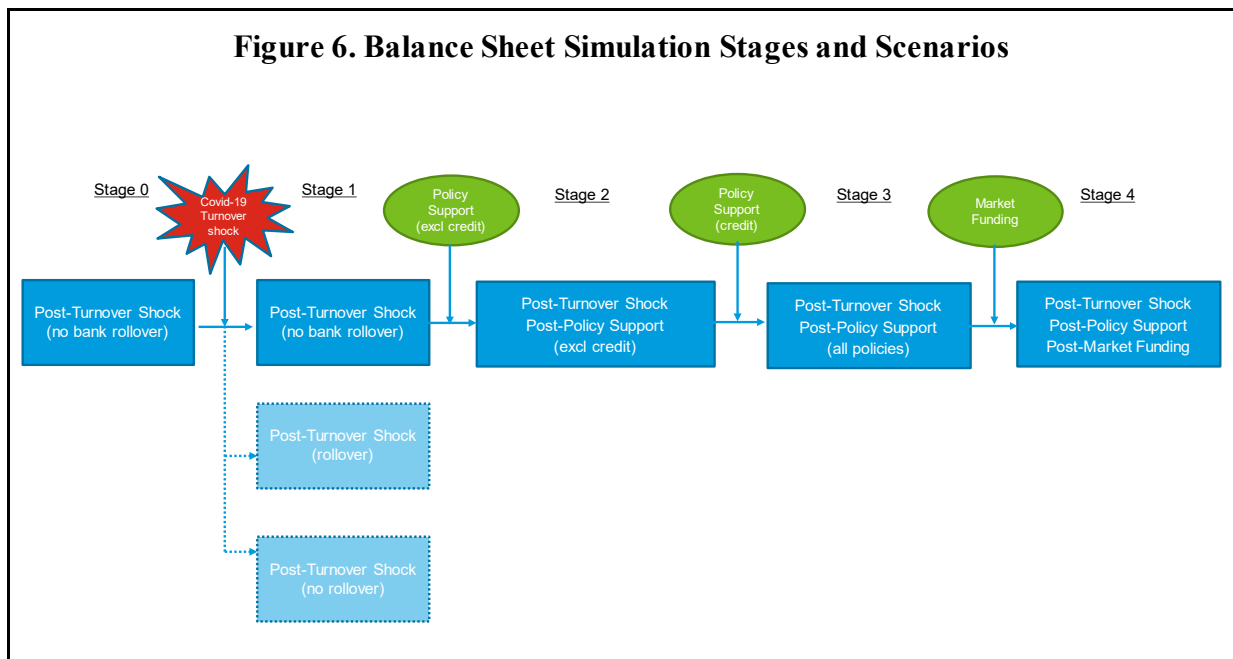 Figure 6. Balance Sheet Simulation Stages and Scenarios
Stage 0
Covid-19
Turnover
shock
Stage 1
Policy
Support
(excl credit)
Stage 2
Policy
Support
(credit)
Stage 3
Market
Funding
Stage 4
Post-Turnover Shock
(no bank rollover)
Post-Turnover Shock
(no bank rollover)
Post-Turnover Shock
Post-Policy Support
(excl credit)
Post-Turnover Shock
Post-Policy Support
(all policies)
Post-Turnover Shock
Post-Policy Support
Post-Market Funding
Post-Turnover Shock
(rollover)
Post-Turnover Shock
(no rollover)